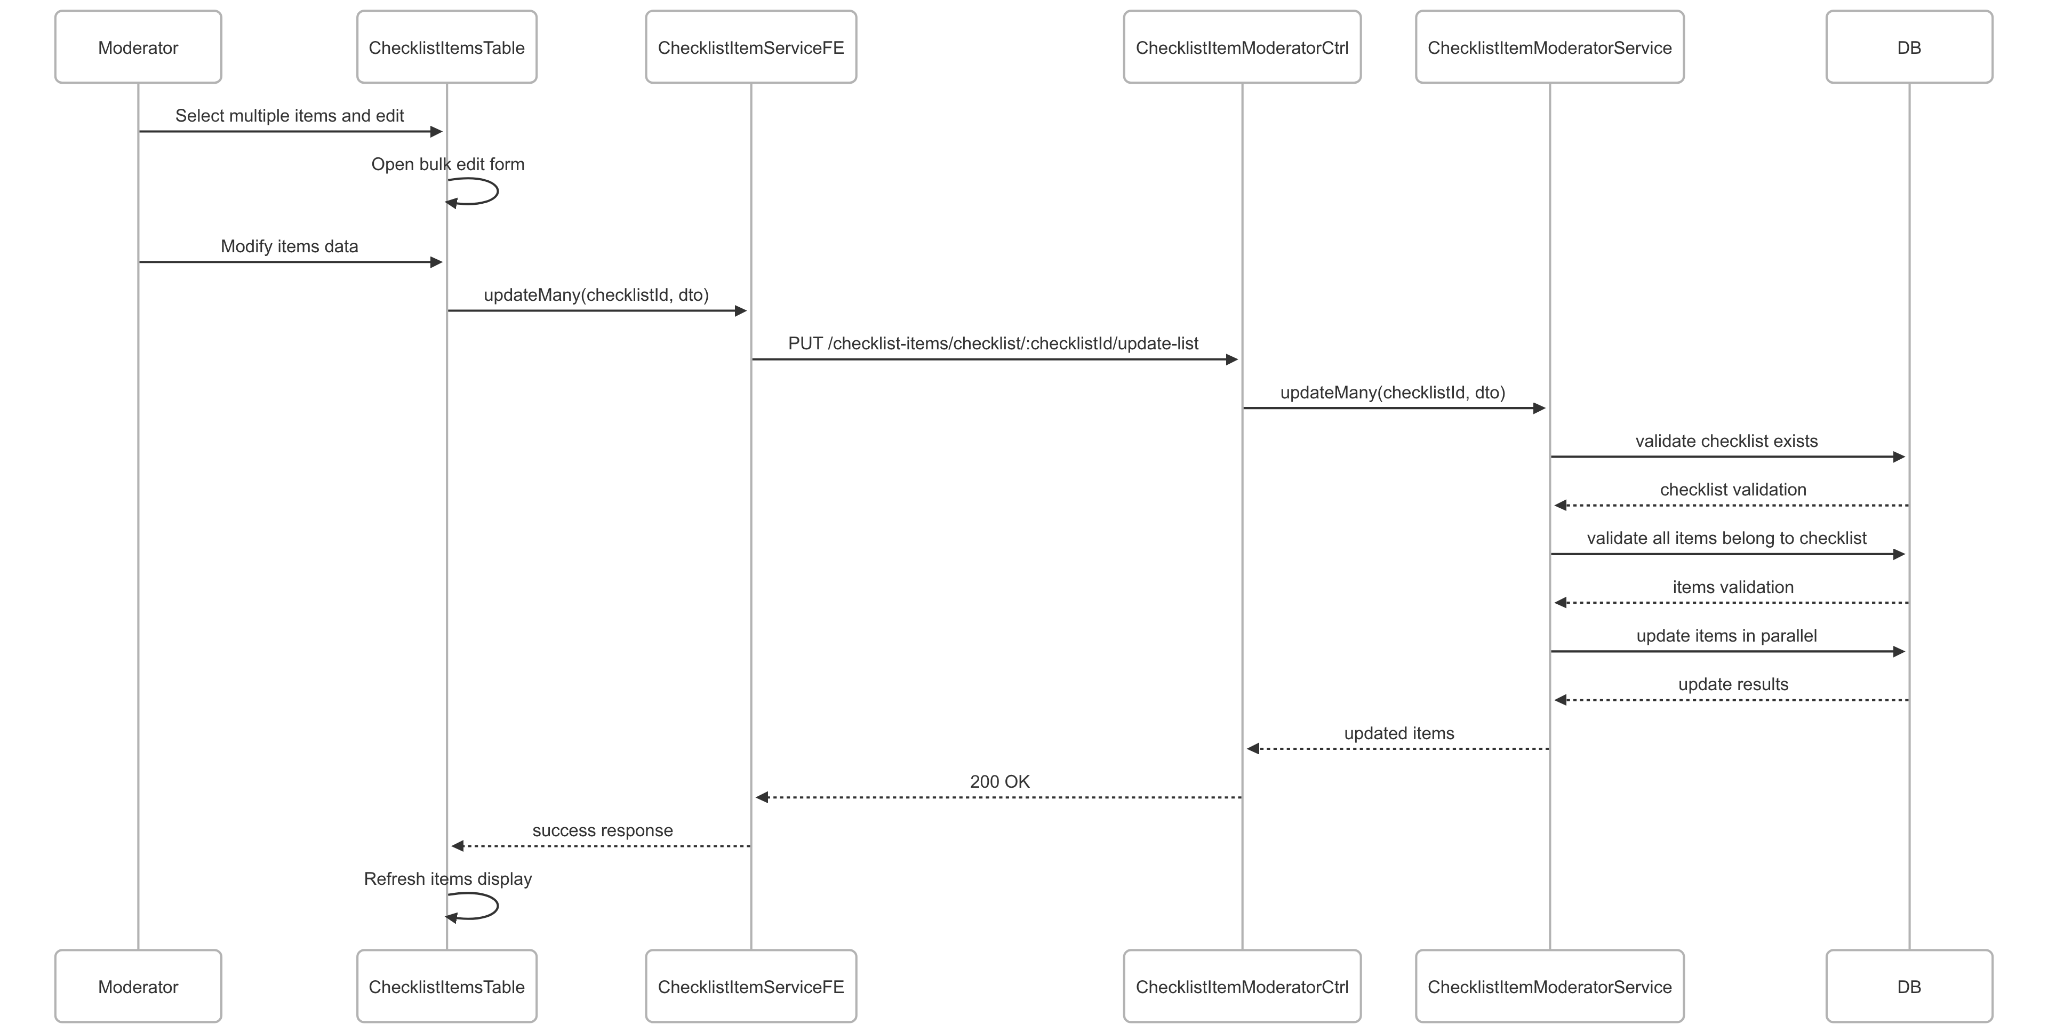 Moderator
ChecklistItemsTable
ChecklistItemServiceFE
ChecklistItemModeratorCtrl
ChecklistItemModeratorService
DB
Select multiple items and edit
Open bulk edit form
Modify items data
updateMany(checklistId, dto)
PUT /checklist-items/checklist/:checklistId/update-list
updateMany(checklistId, dto)
validate checklist exists
checklist validation
validate all items belong to checklist
items validation
update items in parallel
update results
updated items
200 OK
success response
Refresh items display
Moderator
ChecklistItemsTable
ChecklistItemServiceFE
ChecklistItemModeratorCtrl
ChecklistItemModeratorService
DB